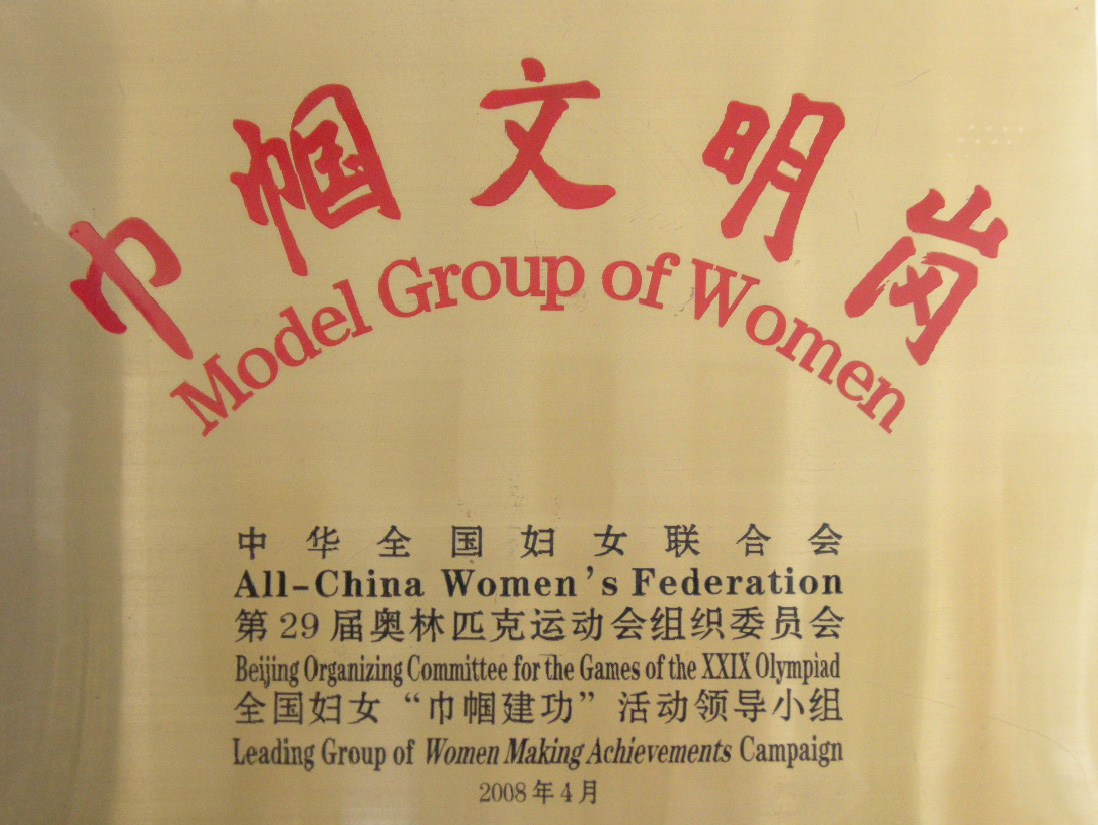 巾帼文明岗
Model Group of Women
中华全国妇女联合会
All-China Women's Federation
第29届奥林匹克运动会组织委员会
Beijing Organizing Committee for the Games of the XXIX Olympiad
全国妇女“巾帼建功”活动领导小组
Leading Group of Women Making Achievements Campaign
2008年4月